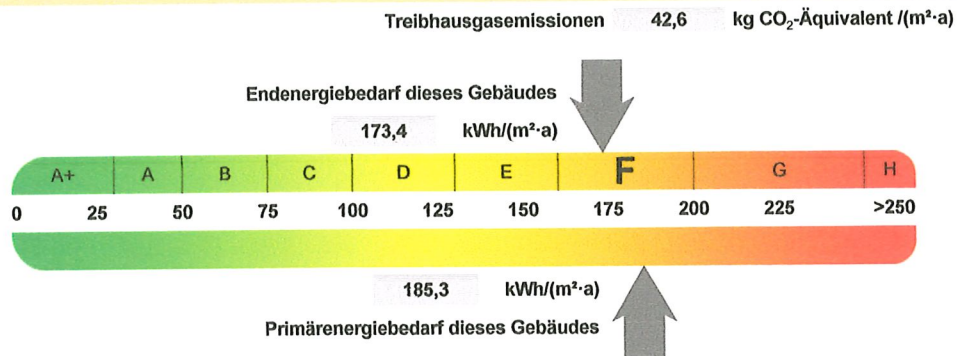 Treibhausgasemissionen 42,6 kg CO₂-Äquivalent /(m²·a)
Endenergiebedarf dieses Gebäudes
173,4 kWh/(m²·a)
A+ A B C D E F G H
0 25 50 75 100 125 150 175 200 225 >250
185,3 kWh/(m²·a)
Primärenergiebedarf dieses Gebäudes